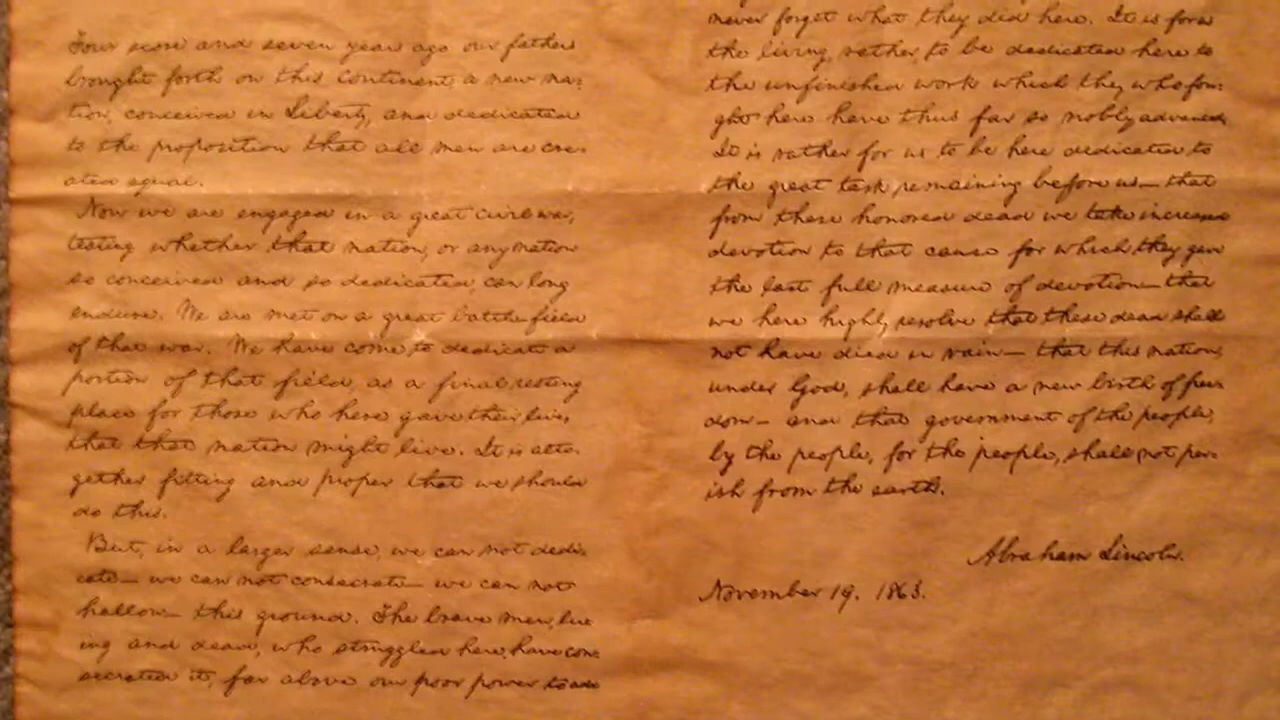 Four score and seven years ago our fathers
brought forth on this continent, a new na-
tion, conceived in Liberty, and dedicated
to the proposition that all men are cre-
ated equal.
Now we are engaged in a great civil war,
testing whether that nation, or any nation
so conceived and so dedicated, can long
endure. We are met on a great battle-field
of that war. We have come to dedicate a
portion of that field, as a final resting
place for those who here gave their lives,
that that nation might live. It is alto-
gether fitting and proper that we should
do this.
But, in a larger sense, we can not dedi-
cate— we can not consecrate— we can not
hallow— this ground. The brave men, liv-
ing and dead, who struggled here, have con-
secrated it, far above our poor power to add
never forget what they did here. It is for us
the living, rather, to be dedicated here to
the unfinished work which they who fou-
ght here have thus far so nobly advanced.
It is rather for us to be here dedicated to
the great task remaining before us— that
from these honored dead we take increased
devotion to that cause for which they gave
the last full measure of devotion— that
we here highly resolve that these dead shall
not have died in vain— that this nation,
under God, shall have a new birth of free
dom— and that government of the people,
by the people, for the people, shall not per-
ish from the earth.
Abraham Lincoln.
November 19, 1863.